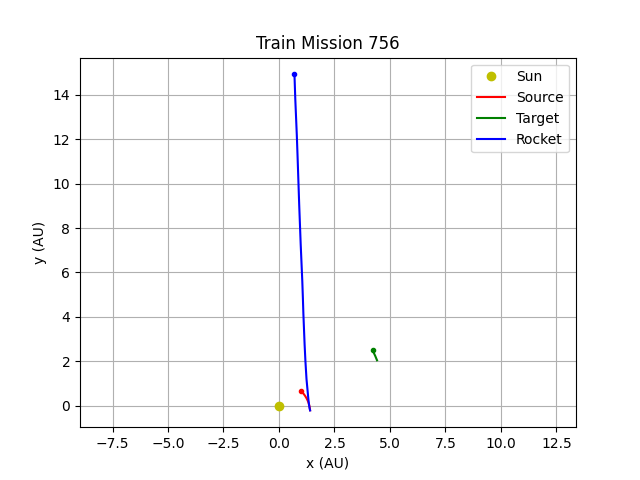 Train Mission 756
Sun
Source
Target
Rocket
14
12
10
8
6
4
2
0
y (AU)
−7.5 −5.0 −2.5 0.0 2.5 5.0 7.5 10.0 12.5
x (AU)